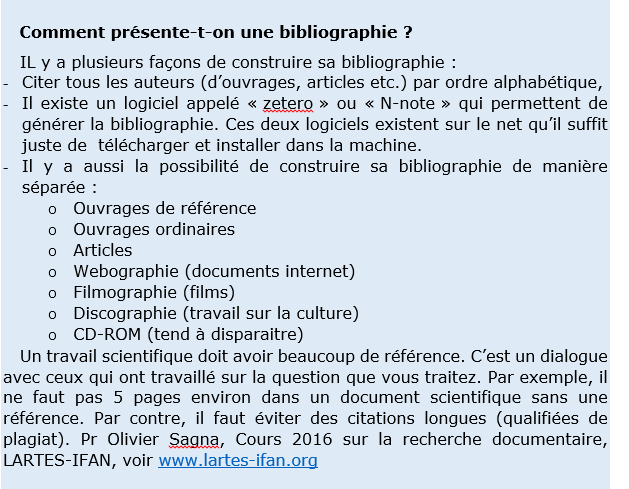 Comment présente-t-on une bibliographie ?
IL y a plusieurs façons de construire sa bibliographie :
- Citer tous les auteurs (d’ouvrages, articles etc.) par ordre alphabétique,
- Il existe un logiciel appelé « zetero » ou « N-note » qui permettent de
générer la bibliographie. Ces deux logiciels existent sur le net qu’il suffit
juste de télécharger et installer dans la machine.
- Il y a aussi la possibilité de construire sa bibliographie de manière
séparée :
o Ouvrages de référence
o Ouvrages ordinaires
o Articles
o Webographie (documents internet)
o Filmographie (films)
o Discographie (travail sur la culture)
o CD-ROM (tend à disparaitre)
Un travail scientifique doit avoir beaucoup de référence. C’est un dialogue
avec ceux qui ont travaillé sur la question que vous traitez. Par exemple, il
ne faut pas 5 pages environ dans un document scientifique sans une
référence. Par contre, il faut éviter des citations longues (qualifiées de
plagiat). Pr Olivier Sagna, Cours 2016 sur la recherche documentaire,
LARTES-IFAN, voir www.lartes-ifan.org